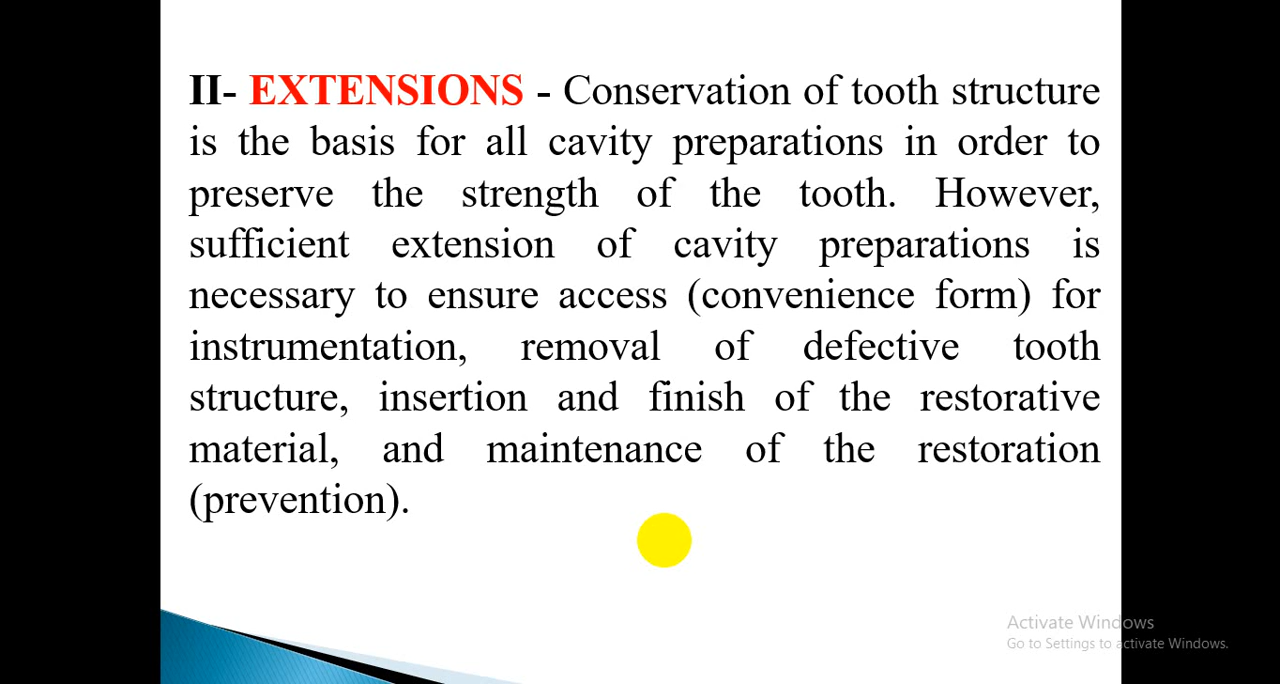 II- EXTENSIONS - Conservation of tooth structure
is the basis for all cavity preparations in order to
preserve the strength of the tooth. However,
sufficient extension of cavity preparations is
necessary to ensure access (convenience form) for
instrumentation, removal of defective tooth
structure, insertion and finish of the restorative
material, and maintenance of the restoration
(prevention).
Activate Windows
Go to Settings to activate Windows.